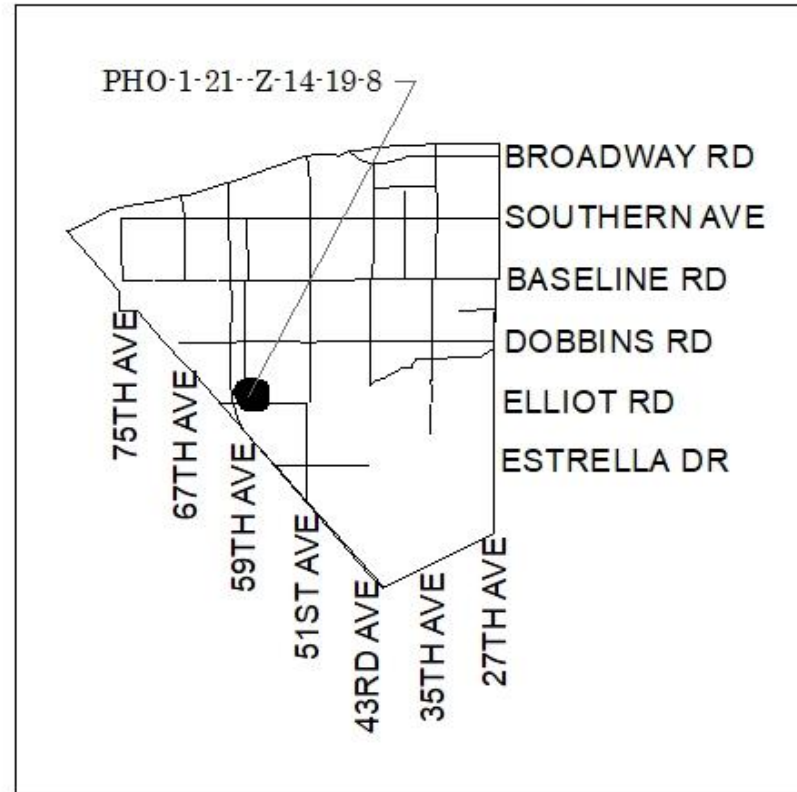 PHO-1-21--Z-14-19-8
BROADWAY RD
SOUTHERN AVE
BASELINE RD
DOBBINS RD
ELLIOT RD
ESTRELLA DR
75TH AVE
67TH AVE
59TH AVE
51ST AVE
43RD AVE
35TH AVE
27TH AVE